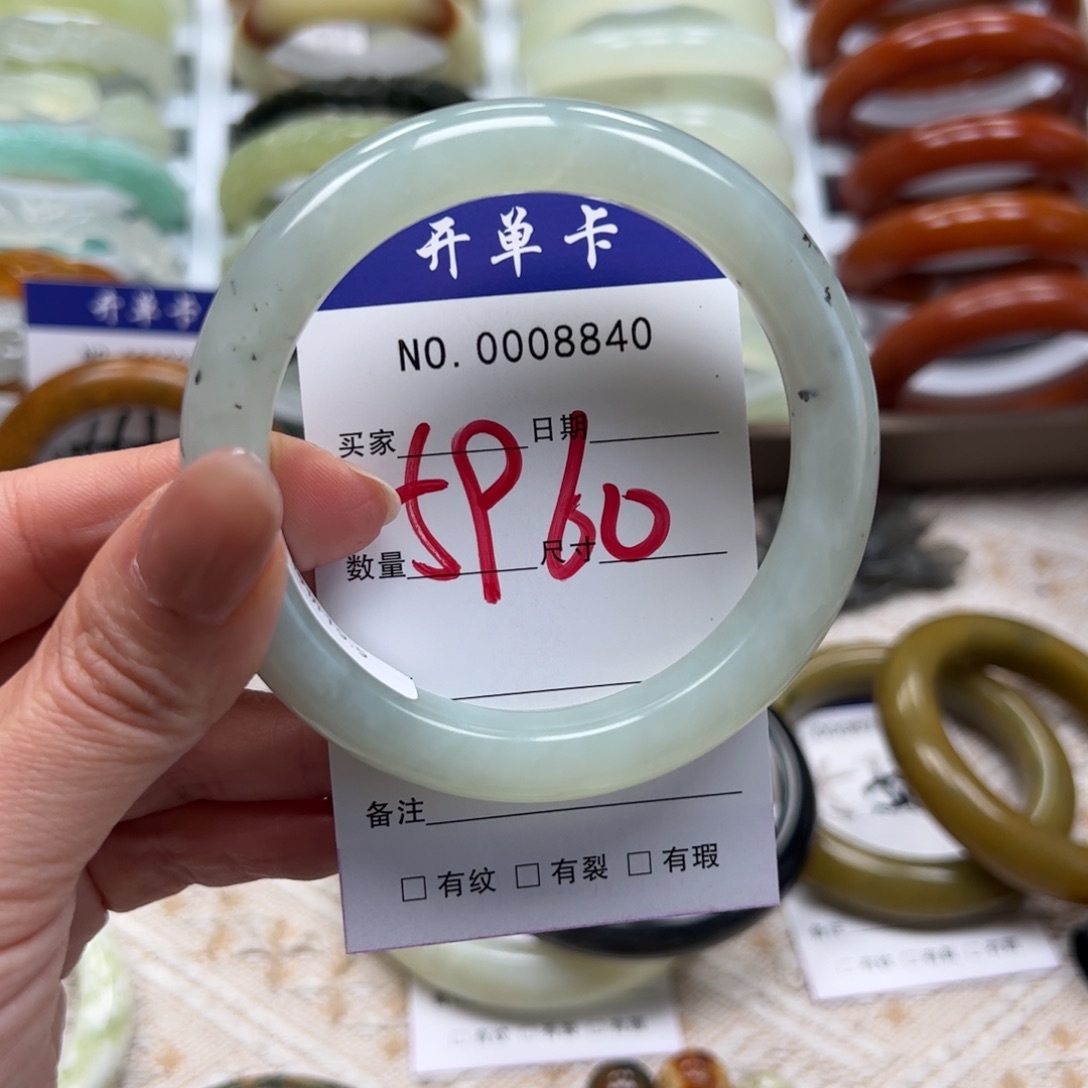 开单卡
NO.0008840
买家 日期
5960
数量 尺寸
备注
□有纹 □有裂 □有瑕
开单卡